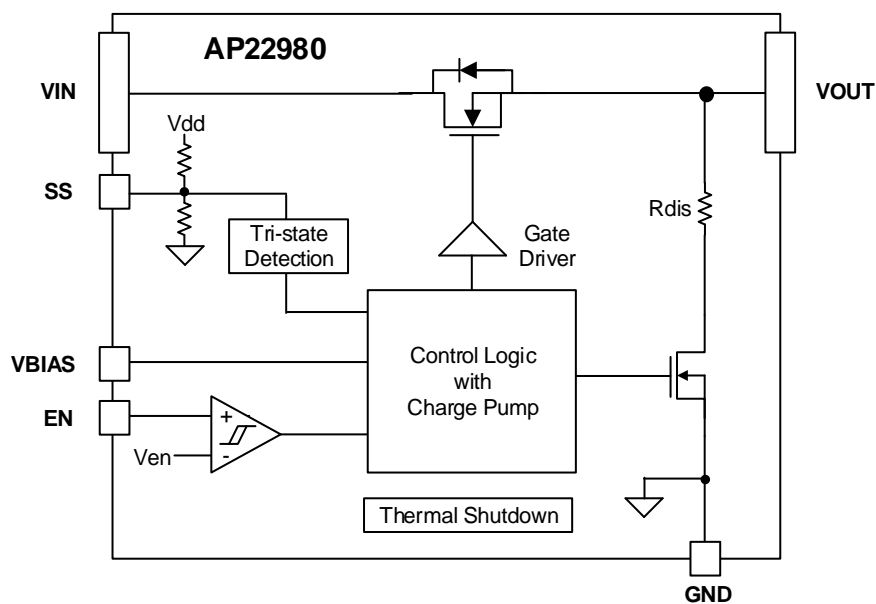 AP22980
VIN
VOUT
Vdd
SS
Rdis
Tri-state
Detection
Gate
Driver
VBIAS
Control Logic
with
Charge Pump
EN
+
Ven
-
Thermal Shutdown
GND